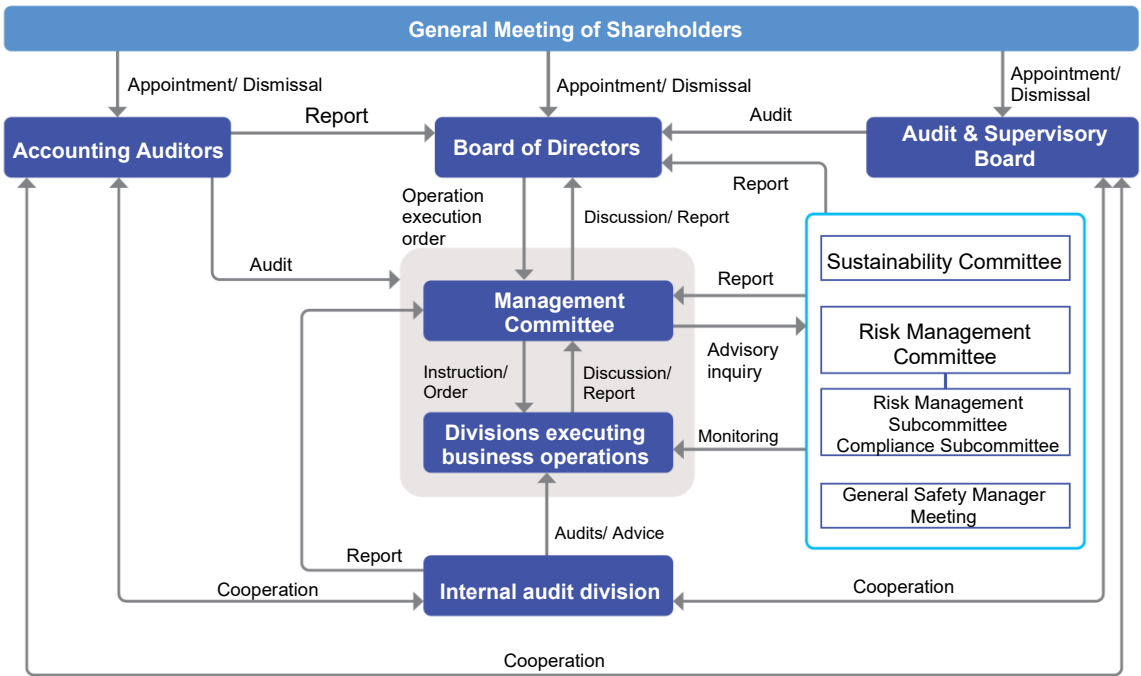 General Meeting of Shareholders
Appointment/ Dismissal
Appointment/ Dismissal
Appointment/
Dismissal
Accounting Auditors
Report
Board of Directors
Audit
Audit & Supervisory
Board
Report
Operation
execution
order
Discussion/ Report
Audit
Sustainability Committee
Management
Committee
Report
Advisory
inquiry
Risk Management
Committee
Instruction/
Order
Discussion/
Report
Risk Management
Subcommittee
Compliance Subcommittee
Divisions executing
business operations
Monitoring
General Safety Manager
Meeting
Audits/ Advice
Report
Internal audit division
Cooperation
Cooperation
Cooperation